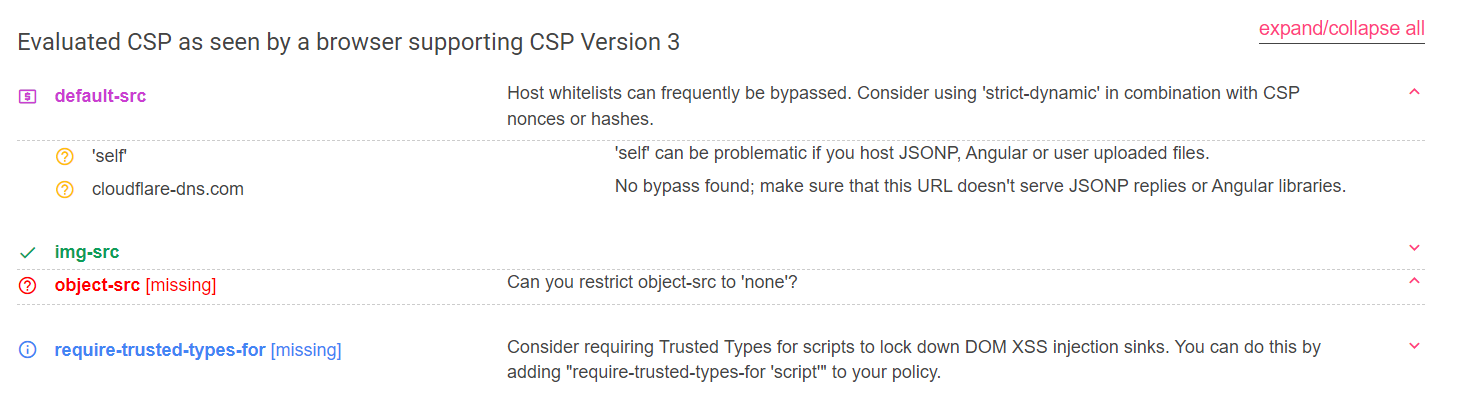 expand/collapse all
Evaluated CSP as seen by a browser supporting CSP Version 3
default-src
Host whitelists can frequently be bypassed. Consider using 'strict-dynamic' in combination with CSP
nonces or hashes.
'self'
'self' can be problematic if you host JSONP, Angular or user uploaded files.
cloudflare-dns.com
No bypass found; make sure that this URL doesn't serve JSONP replies or Angular libraries.
img-src
object-src [missing]
Can you restrict object-src to 'none'?
require-trusted-types-for [missing]
Consider requiring Trusted Types for scripts to lock down DOM XSS injection sinks. You can do this by
adding "require-trusted-types-for 'script'" to your policy.